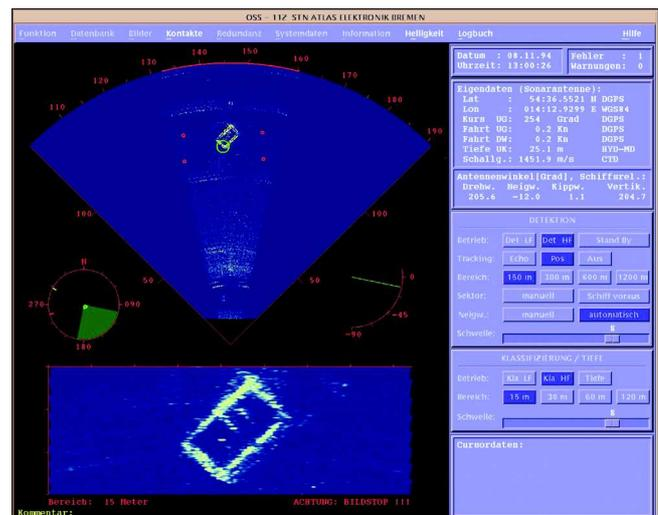 OSS - 112 STN ATLAS ELEKTRONIK BREMEN
Funktion Datenbank Bilder Kontakte Redundanz Systemdaten Information Helligkeit Logbuch Hilfe
Datum : 08.11.94
Uhrzeit: 13:00:26
Fehler : 1
Warnungen: 0
Eigendaten (Sonarantenne):
Lat : 54:36.5521 N DGPS
Lon : 014:12.9299 E WGS84
Kurs UG: 254 Grad DGPS
Fahrt UG: 0.2 Kn DGPS
Fahrt DW: 0.2 Kn DGPS
Tiefe UK: 25.1 m HYD-MD
Schallg.: 1451.9 m/s CTD
Antennenwinkel[Grad], Schiffsrel.:
Drehw. Neigw. Kippw. Vertik.
205.6 -12.0 1.1 204.7
DETEKTION
Betrieb: Det LF Det HF Stand By
Tracking: Echo Pos Aus
Bereich: 150 m 300 m 600 m 1200 m
Sektor: manuell Schiff voraus
Neigw.: manuell automatisch
Schwelle: 8
KLASSIFIZIERUNG / TIEFE
Betrieb: Kla LF Kla HF Tiefe
Bereich: 15 m 30 m 60 m 120 m
Schwelle: 8
Cursordaten:
110 120 130 140 150 160 170 180 190
100 100
50 50
N
270 090
180
0
-45
-90
Bereich: 15 Meter ACHTUNG: BILDSTOP !!!
Kommentar: